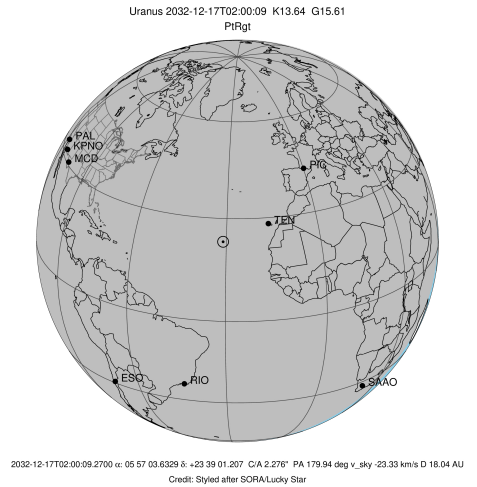 Uranus 2032-12-17T02:00:09 K13.64 G15.61
PtRgt
PAL
KPNO
MCD
PIC
TEN
ESO
RIO
SAAO
2032-12-17T02:00:09.2700 α: 05 57 03.6329 δ: +23 39 01.207 C/A 2.276" PA 179.94 deg v_sky -23.33 km/s D 18.04 AU
Credit: Styled after SORA/Lucky Star